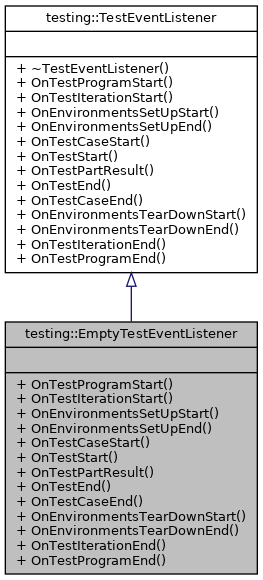 testing::TestEventListener
+ ~TestEventListener()
+ OnTestProgramStart()
+ OnTestIterationStart()
+ OnEnvironmentsSetUpStart()
+ OnEnvironmentsSetUpEnd()
+ OnTestCaseStart()
+ OnTestStart()
+ OnTestPartResult()
+ OnTestEnd()
+ OnTestCaseEnd()
+ OnEnvironmentsTearDownStart()
+ OnEnvironmentsTearDownEnd()
+ OnTestIterationEnd()
+ OnTestProgramEnd()
testing::EmptyTestEventListener
+ OnTestProgramStart()
+ OnTestIterationStart()
+ OnEnvironmentsSetUpStart()
+ OnEnvironmentsSetUpEnd()
+ OnTestCaseStart()
+ OnTestStart()
+ OnTestPartResult()
+ OnTestEnd()
+ OnTestCaseEnd()
+ OnEnvironmentsTearDownStart()
+ OnEnvironmentsTearDownEnd()
+ OnTestIterationEnd()
+ OnTestProgramEnd()